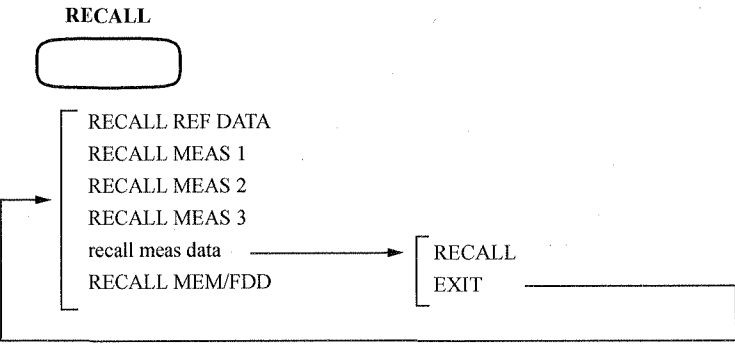 RECALL
RECALL REF DATA
RECALL MEAS 1
RECALL MEAS 2
RECALL MEAS 3
recall meas data
RECALL MEM/FDD
RECALL
EXIT